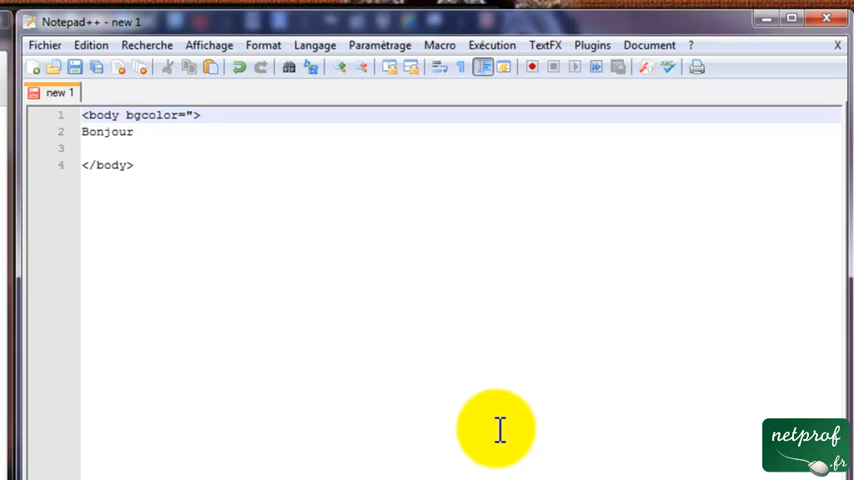 Notepad++ - new 1
Fichier Edition Recherche Affichage Format Langage Paramètrage Macro Exécution TextFX Plugins Document ? X
new 1
1 <body bgcolor=">
2 Bonjour
3
4 </body>
netprof
.fr